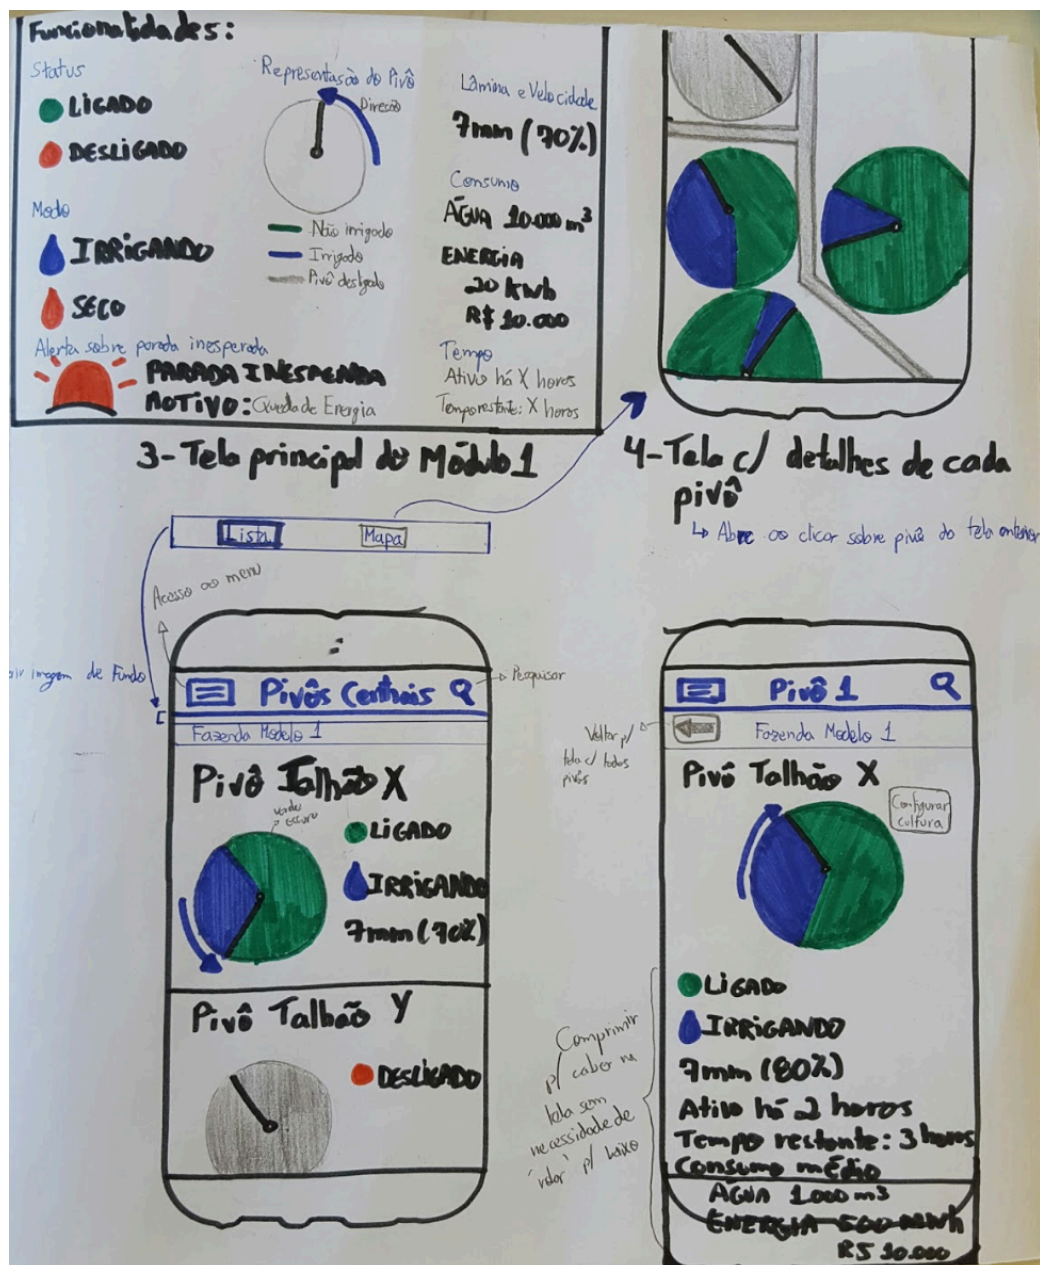 Funcionalidades:
Status
LIGADO
DESLIGADO
Modo
IRRIGANDO
SECO
Alerta sobre parada inesperada
PARADA INESPERADA
MOTIVO: Queda de Energia
Representação do Pivô
Direção
Não irrigado
Irrigado
Pivô desligado
Lâmina e Velocidade
7mm (70%)
Consumo
ÁGUA 10.000 m³
ENERGIA
20 KWh
R$ 10.000
Tempo
Ativo há X horas
Tempo restante: X horas
3-Tela principal do Módulo 1
Lista
Mapa
Acesso ao menu
imagem de Fundo
Pivôs Centrais
Pesquisar
Fazenda Modelo 1
Pivô Talhão X
verde
escuro
LIGADO
IRRIGANDO
7mm (70%)
Pivô Talhão Y
DESLIGADO
4-Tela c/ detalhes de cada
pivô
↳ Abre ao clicar sobre pivô da tela anterior
Pivô 1
Voltar p/
tela c/ todos
pivôs
Fazenda Modelo 1
Pivô Talhão X
Configurar
cultura
LIGADO
IRRIGANDO
7mm (80%)
Ativo há 2 horas
Tempo restante: 3 horas
Consumo médio
ÁGUA 1.000 m³
ENERGIA 500
R$ 10.000
Comprimir
p/ caber na
tela sem
necessidade de
p/ baixo